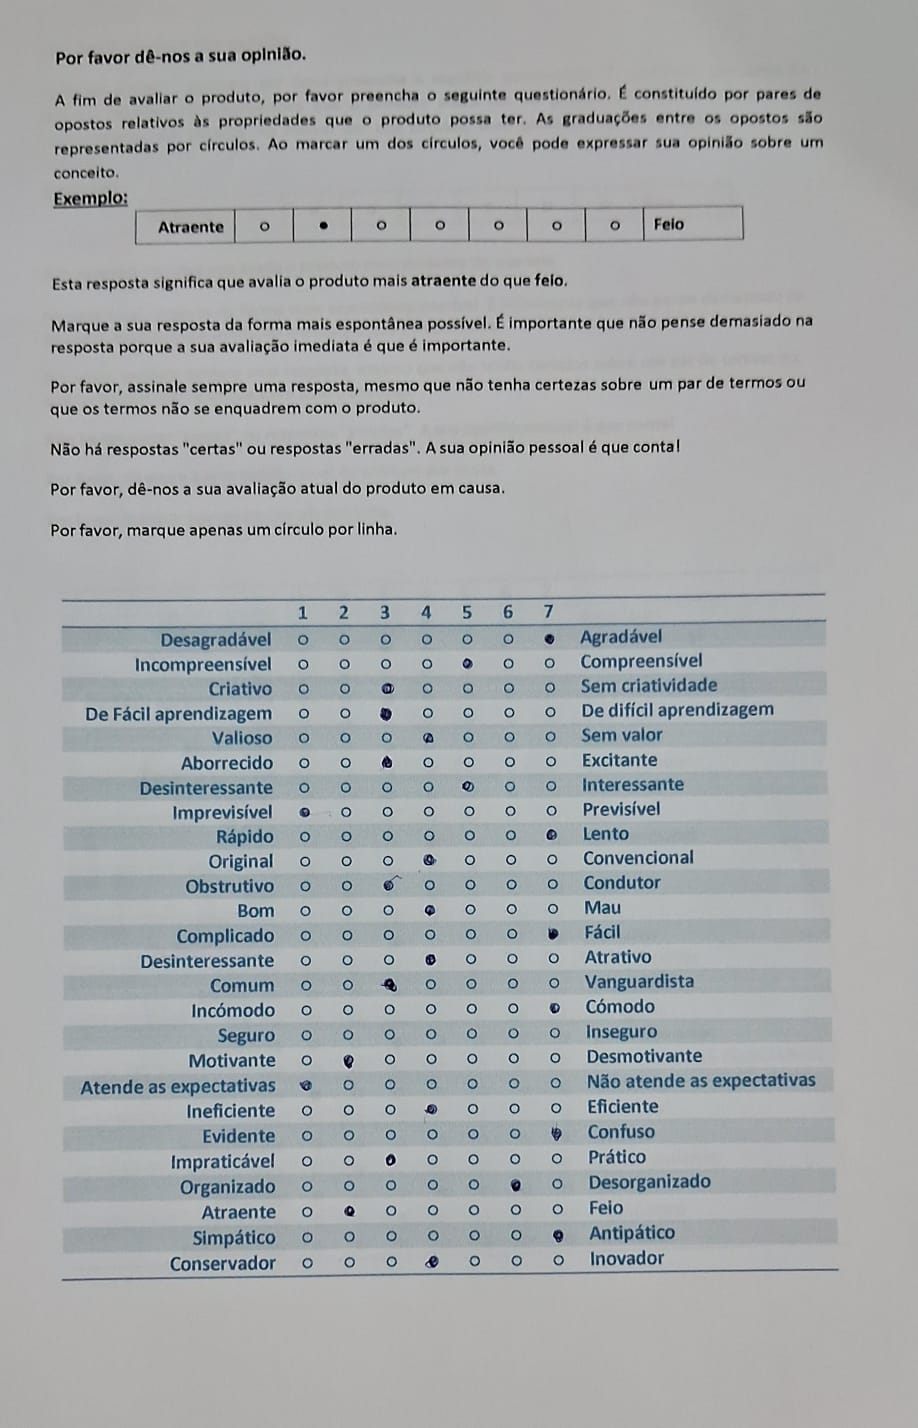 Por favor dê-nos a sua opinião.
A fim de avaliar o produto, por favor preencha o seguinte questionário. É constituído por pares de
opostos relativos às propriedades que o produto possa ter. As graduações entre os opostos são
representadas por círculos. Ao marcar um dos círculos, você pode expressar sua opinião sobre um
conceito.
Exemplo:
Atraente Feio
Esta resposta significa que avalia o produto mais atraente do que feio.
Marque a sua resposta da forma mais espontânea possível. É importante que não pense demasiado na
resposta porque a sua avaliação imediata é que é importante.
Por favor, assinale sempre uma resposta, mesmo que não tenha certezas sobre um par de termos ou
que os termos não se enquadrem com o produto.
Não há respostas "certas" ou respostas "erradas". A sua opinião pessoal é que conta!
Por favor, dê-nos a sua avaliação atual do produto em causa.
Por favor, marque apenas um círculo por linha.
1 2 3 4 5 6 7
Desagradável Agradável
Incompreensível Compreensível
Criativo Sem criatividade
De Fácil aprendizagem De difícil aprendizagem
Valioso Sem valor
Aborrecido Excitante
Desinteressante Interessante
Imprevisível Previsível
Rápido Lento
Original Convencional
Obstrutivo Condutor
Bom Mau
Complicado Fácil
Desinteressante Atrativo
Comum Vanguardista
Incómodo Cómodo
Seguro Inseguro
Motivante Desmotivante
Atende as expectativas Não atende as expectativas
Ineficiente Eficiente
Evidente Confuso
Impraticável Prático
Organizado Desorganizado
Atraente Feio
Simpático Antipático
Conservador Inovador